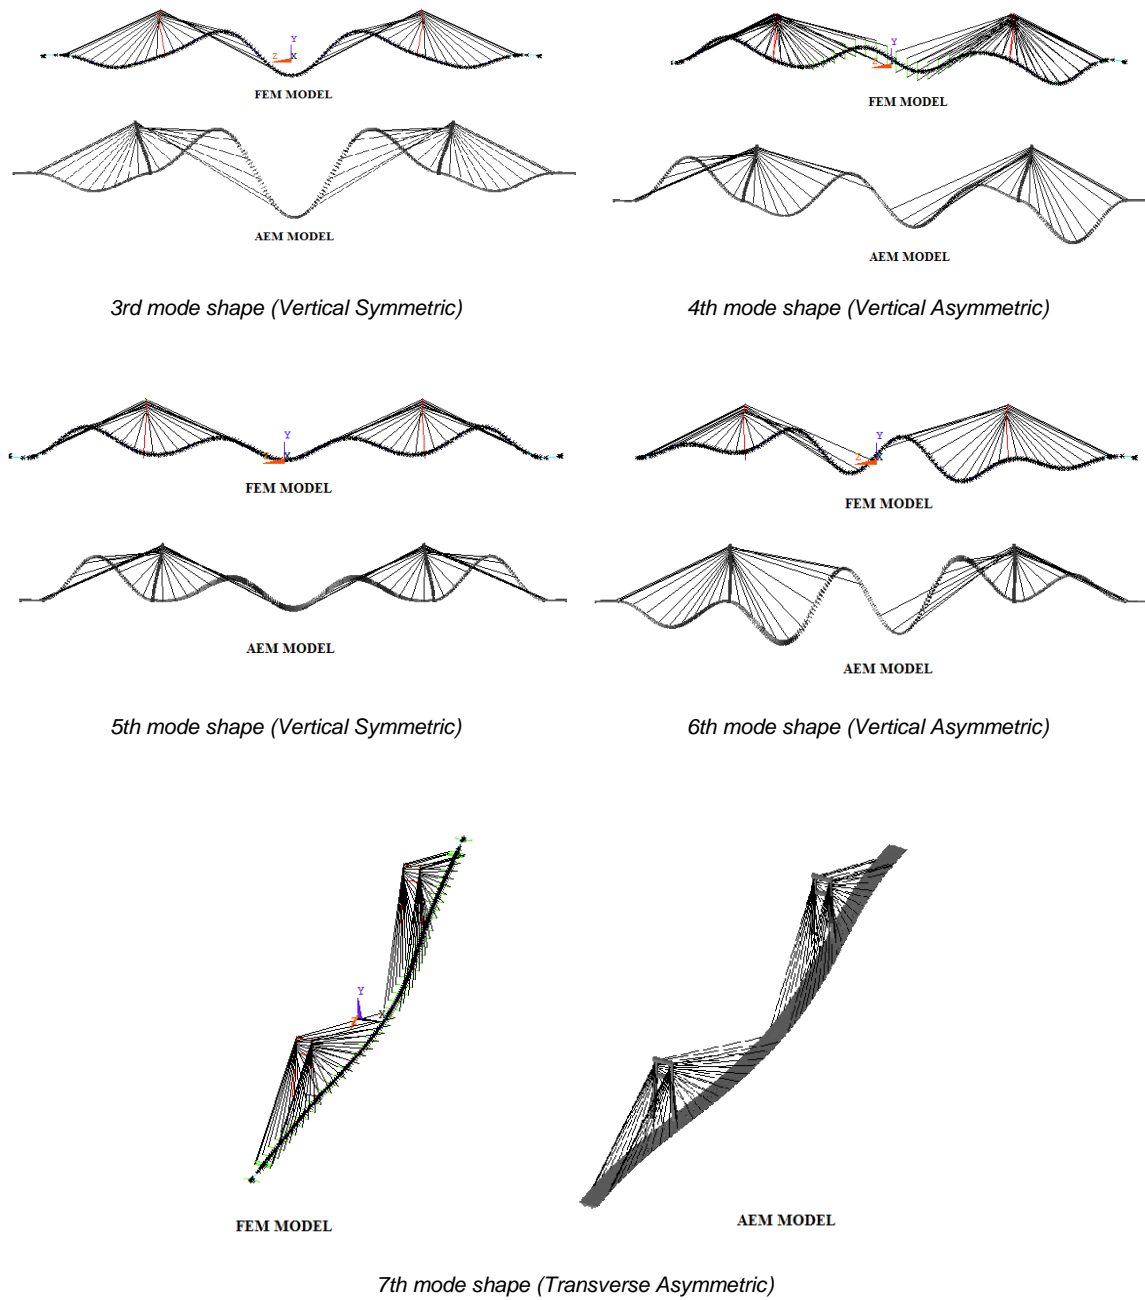 Y
Z
X
FEM MODEL
AEM MODEL
3rd mode shape (Vertical Symmetric)
Y
Z
FEM MODEL
AEM MODEL
4th mode shape (Vertical Asymmetric)
Y
Z
X
FEM MODEL
AEM MODEL
5th mode shape (Vertical Symmetric)
Y
Z
FEM MODEL
AEM MODEL
6th mode shape (Vertical Asymmetric)
Y
X
FEM MODEL
AEM MODEL
7th mode shape (Transverse Asymmetric)